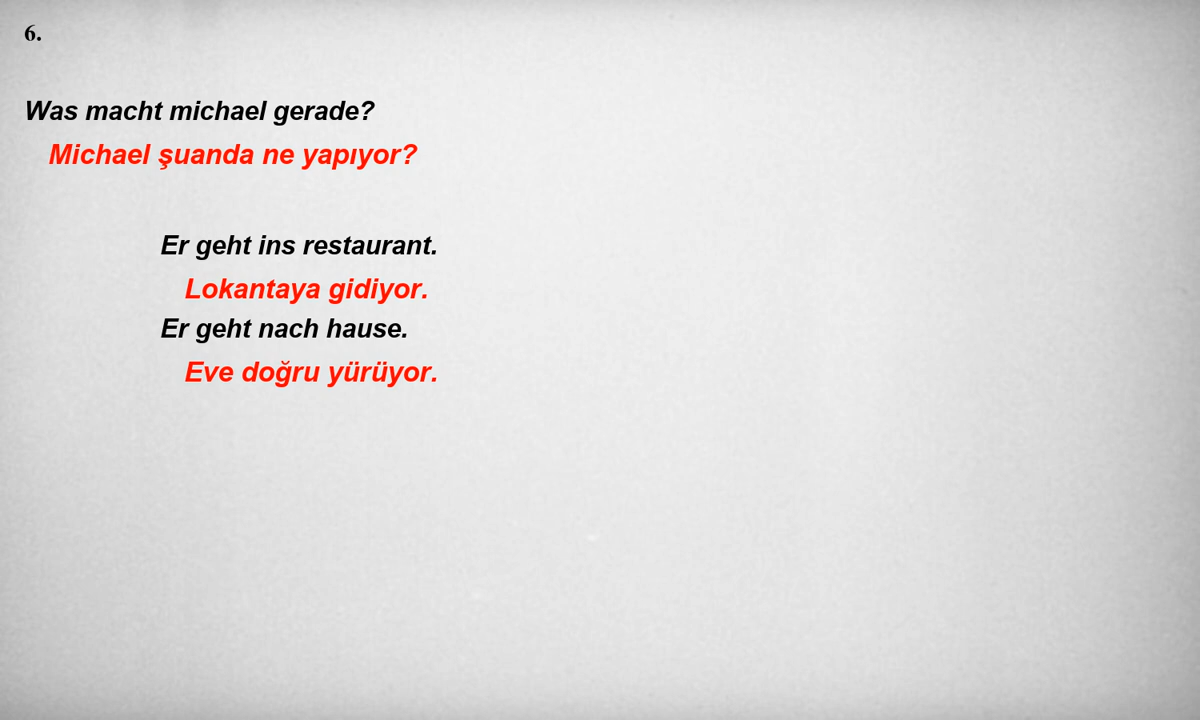 6.
Was macht michael gerade?
Michael şuanda ne yapıyor?
Er geht ins restaurant.
Lokantaya gidiyor.
Er geht nach hause.
Eve doğru yürüyor.